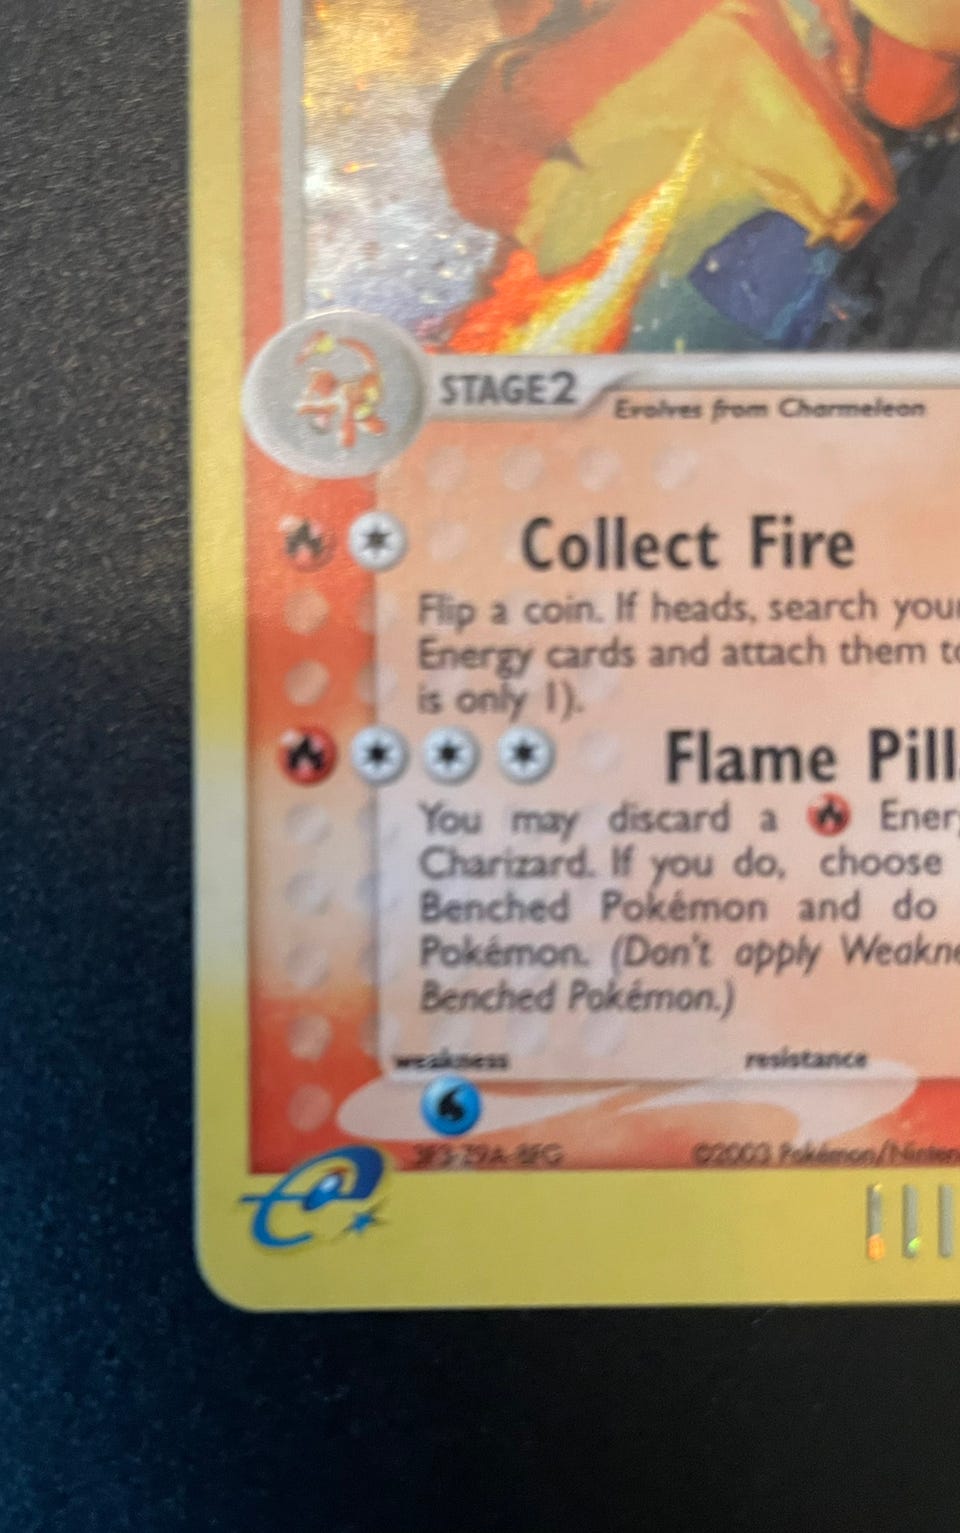 STAGE2
Evolves from Charmeleon
Collect Fire
Flip a coin. If heads, search your
Energy cards and attach them to
is only 1).
Flame Pill
You may discard a Energ
Charizard. If you do, choose
Benched Pokémon and do
Pokémon. (Don't apply Weakne
Benched Pokémon.)
weakness resistance
©2003 Pokémon/Ninten